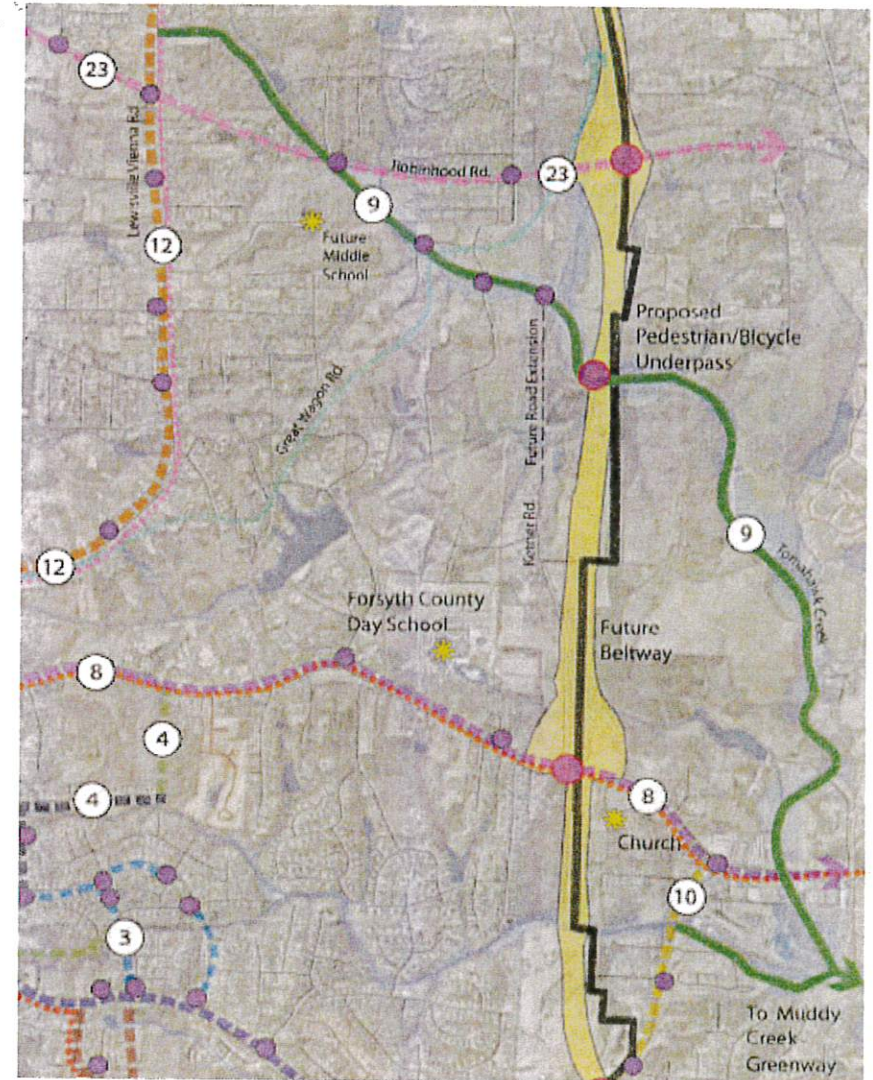 23
Lewisville Vienna Rd.
Robinhood Rd.
23
9
12
Future
Middle
School
Proposed
Pedestrian/Bicycle
Underpass
Future Road Extension
Great Wagon Rd.
Ketner Rd.
9
Tomahawk Creek
12
Forsyth County
Day School
Future
Beltway
8
4
4
8
Church
10
3
To Muddy
Creek
Greenway